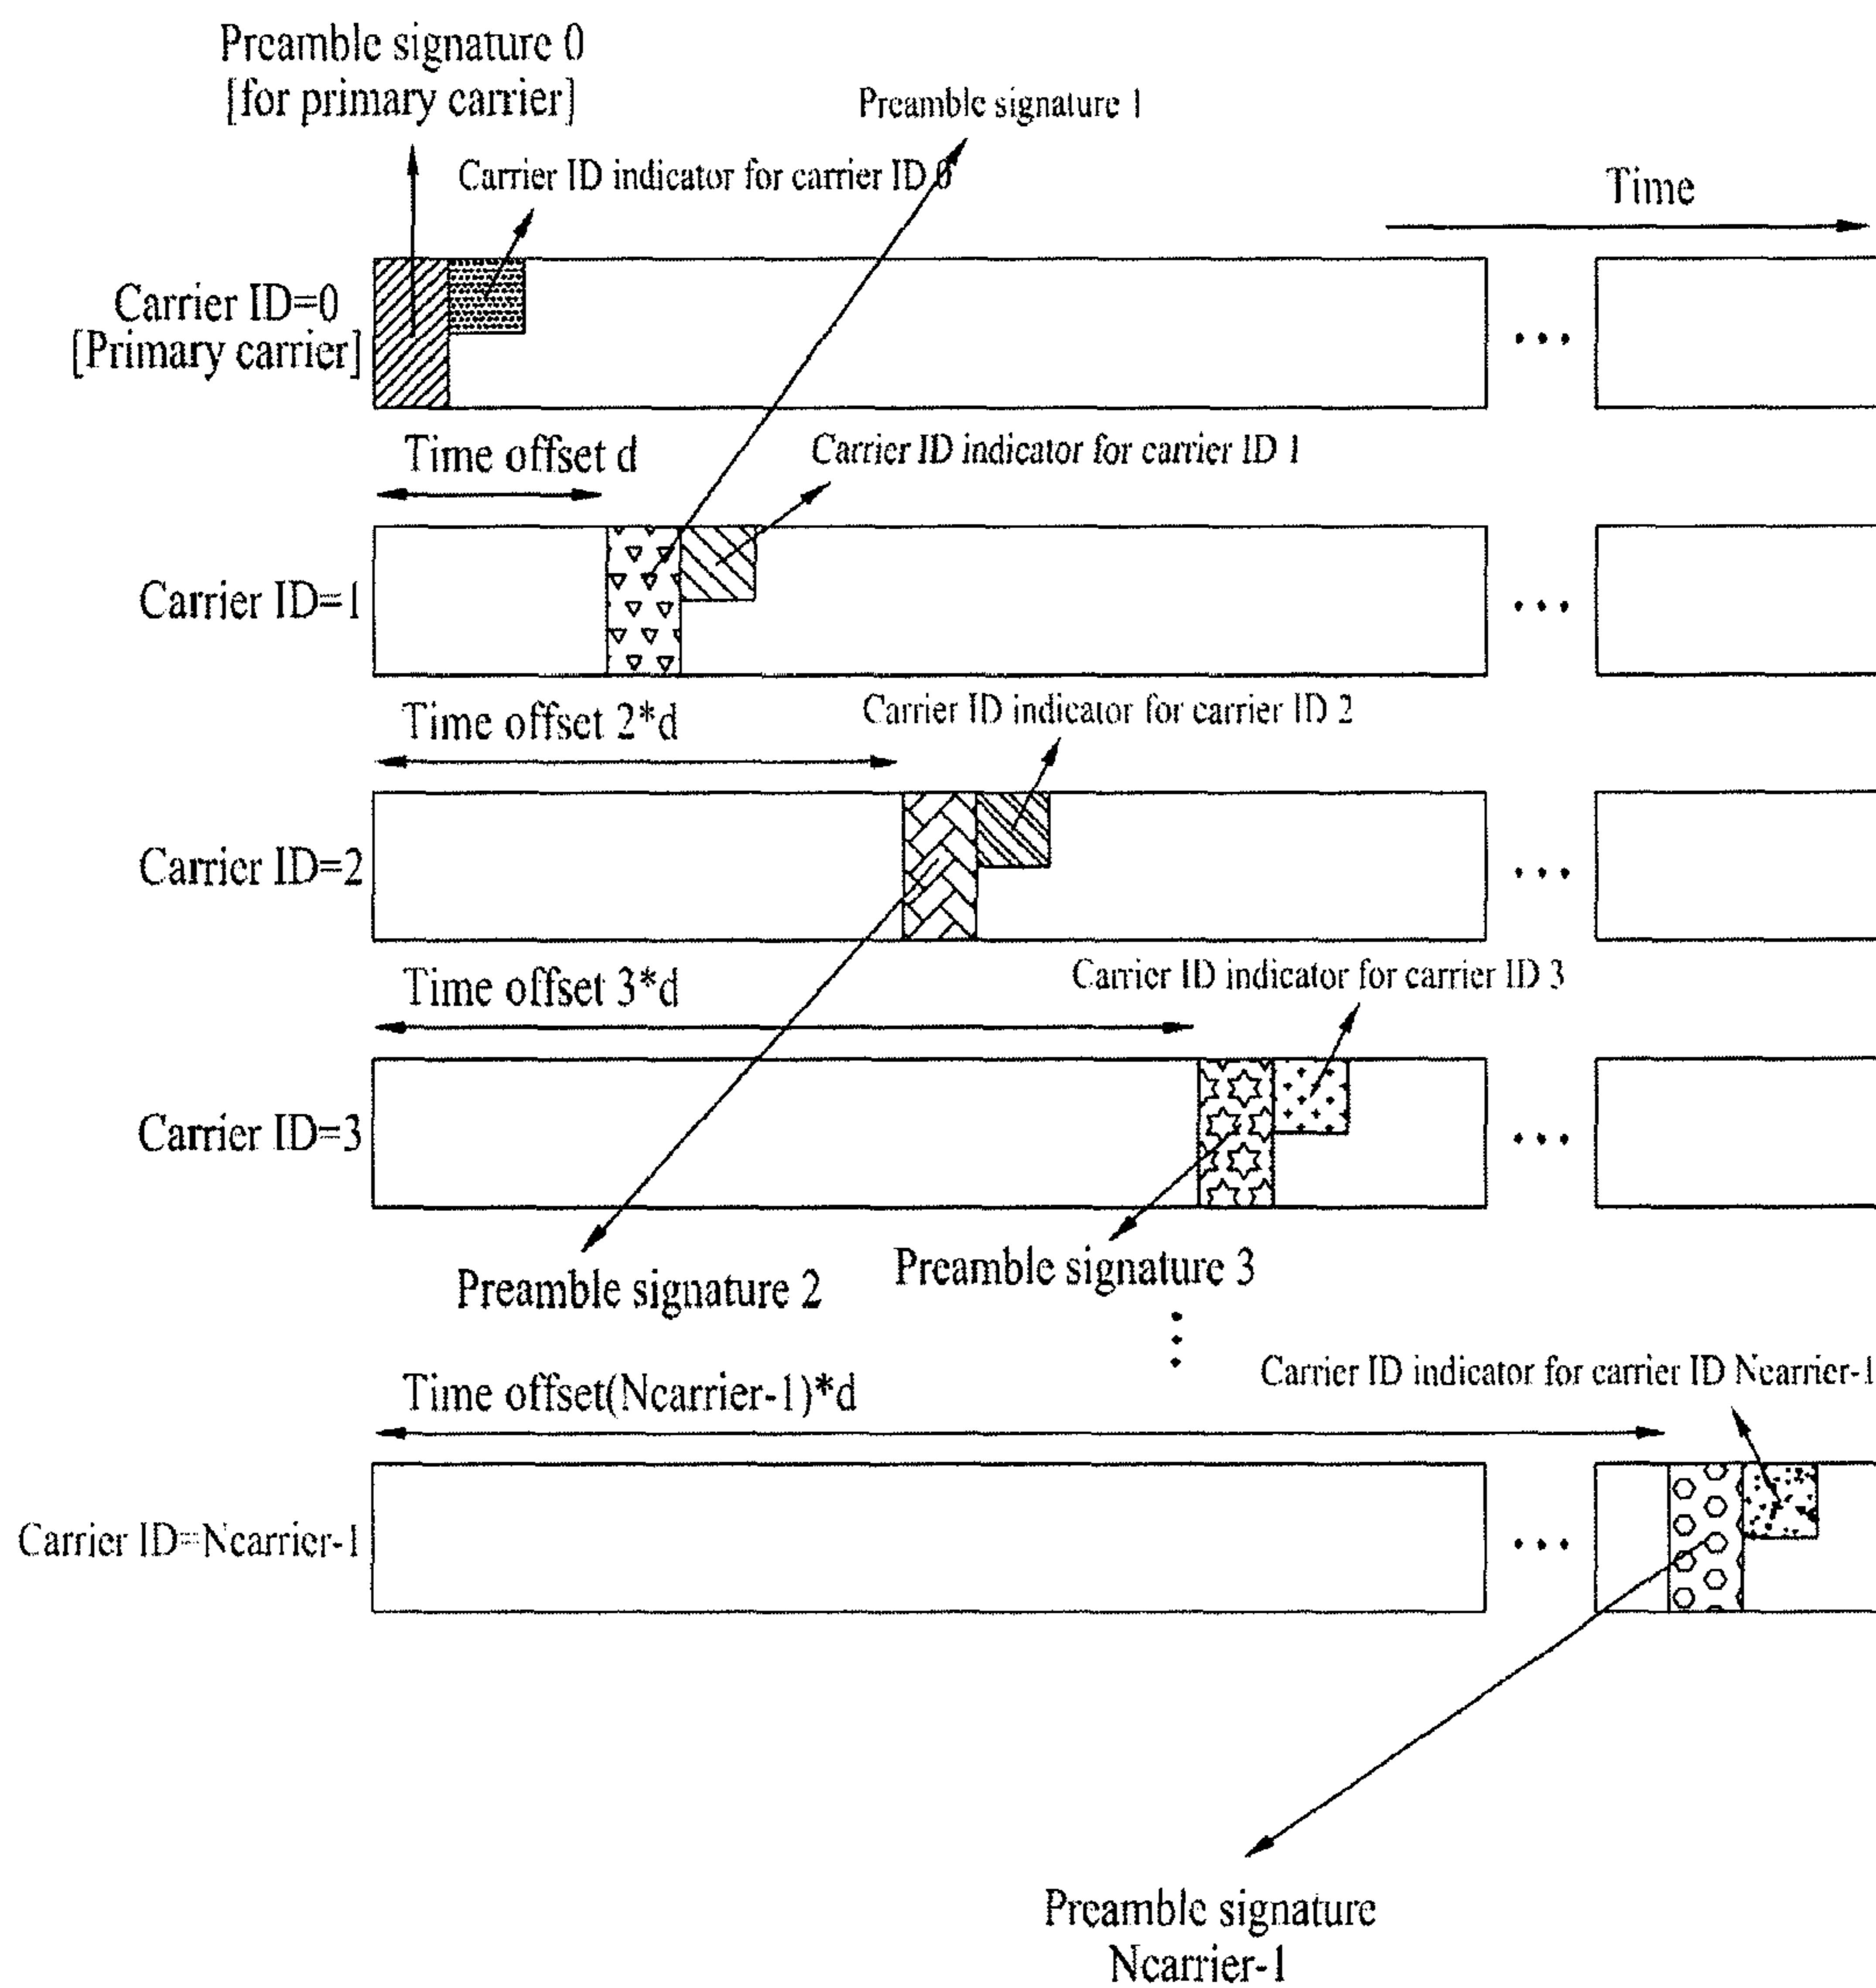 Preamble signature 0
[for primary carrier]
Preamble signature 1
Carrier ID indicator for carrier ID 0
Time
Carrier ID=0
[Primary carrier]
Time offset d
Carrier ID indicator for carrier ID 1
Carrier ID=1
Time offset 2*d
Carrier ID indicator for carrier ID 2
Carrier ID=2
Time offset 3*d
Carrier ID indicator for carrier ID 3
Carrier ID=3
Preamble signature 2
Preamble signature 3
Carrier ID indicator for carrier ID Ncarrier-1
Time offset(Ncarrier-1)*d
Carrier ID=Ncarrier-1
Preamble signature
Ncarrier-1